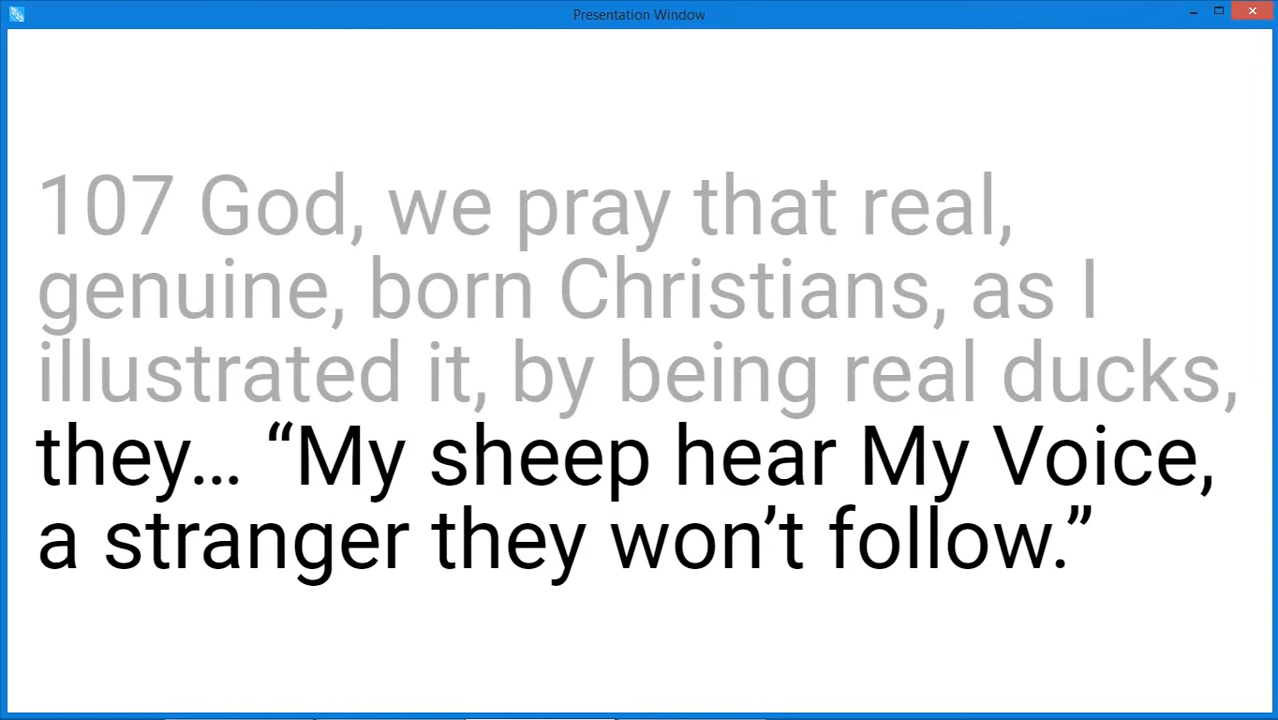 Presentation Window
107 God, we pray that real,
genuine, born Christians, as I
illustrated it, by being real ducks,
they… “My sheep hear My Voice,
a stranger they won’t follow.”